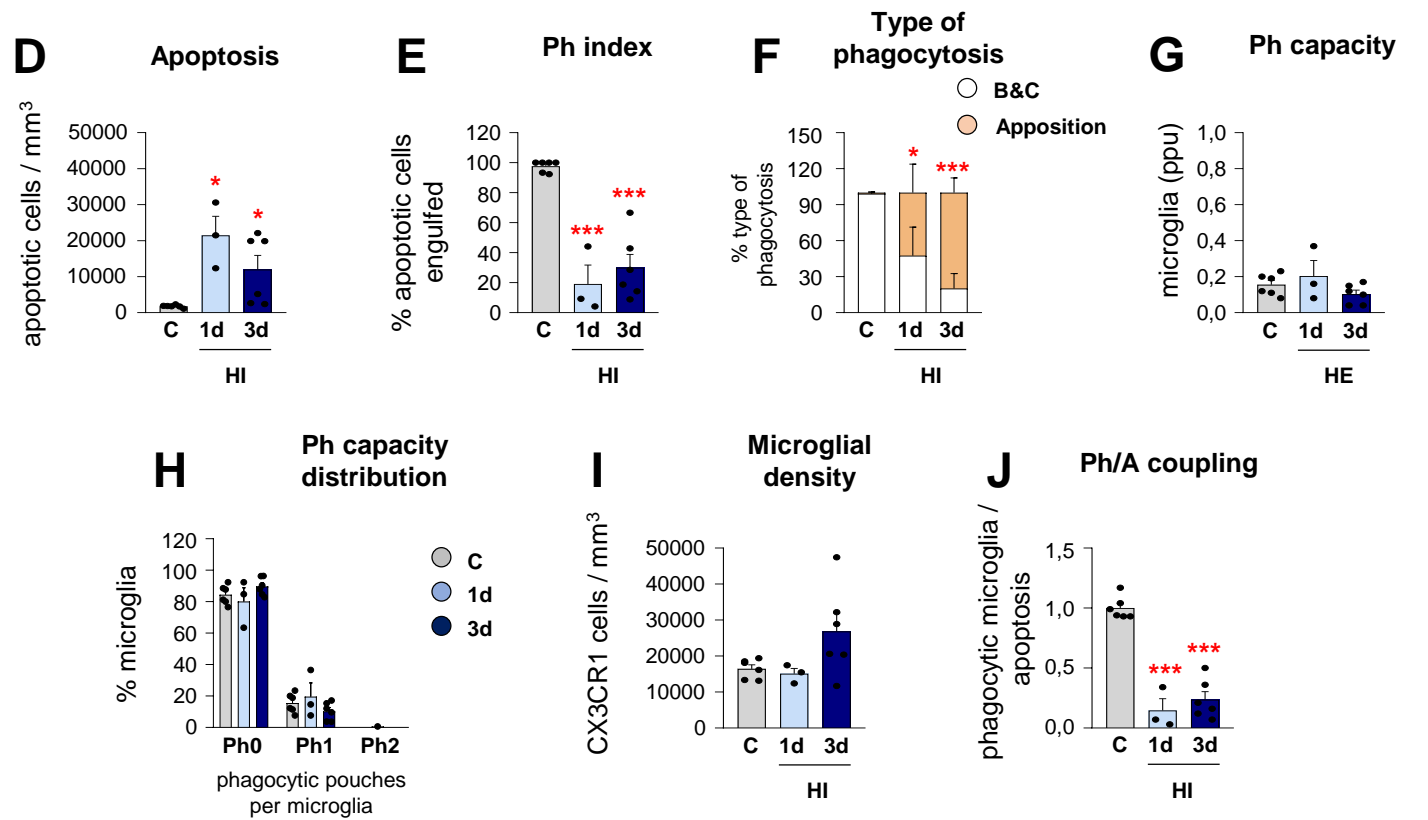 D
Apoptosis
apoptotic cells / mm³
50000
40000
30000
20000
10000
0
*
*
C 1d 3d
HI
E
Ph index
% apoptotic cells
engulfed
120
100
80
60
40
20
0
***
***
C 1d 3d
HI
F
Type of
phagocytosis
B&C
Apposition
% type of
phagocytosis
150
120
90
60
30
0
*
***
C 1d 3d
HI
G
Ph capacity
microglia (ppu)
1,0
0,8
0,6
0,4
0,2
0,0
C 1d 3d
HE
H
Ph capacity
distribution
% microglia
120
100
80
60
40
20
0
C
1d
3d
Ph0 Ph1 Ph2
phagocytic pouches
per microglia
I
Microglial
density
CX3CR1 cells / mm³
50000
40000
30000
20000
10000
0
C 1d 3d
HI
J
Ph/A coupling
phagocytic microglia /
apoptosis
1,5
1,0
0,5
0,0
***
***
C 1d 3d
HI